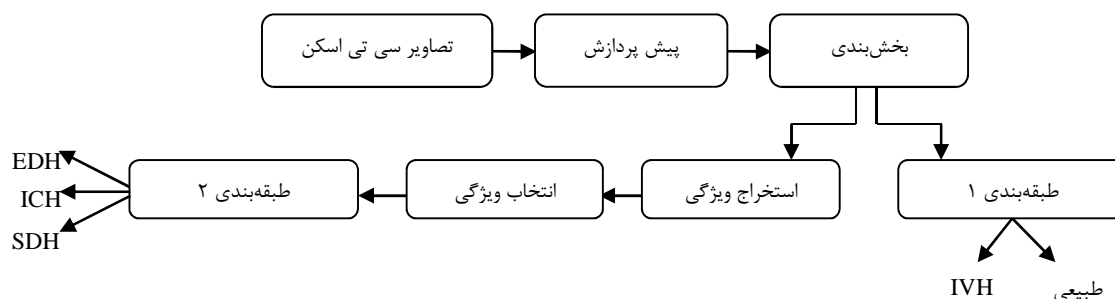 تصاویر سی تی اسکن
پیش پردازش
بخش‌بندی
طبقه‌بندی ۱
استخراج ویژگی
انتخاب ویژگی
طبقه‌بندی ۲
EDH
ICH
SDH
طبیعی
IVH